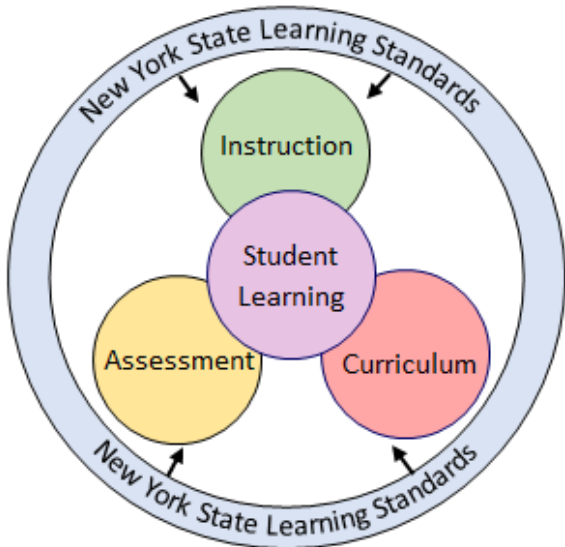 New York State Learning Standards
Instruction
Student
Learning
Assessment
Curriculum
New York State Learning Standards